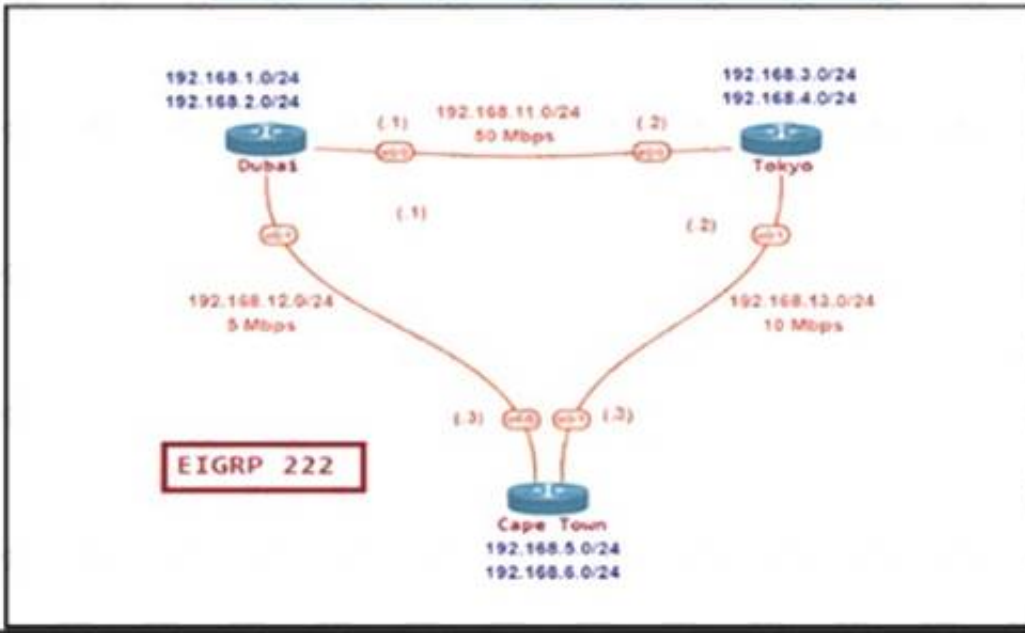 192.168.1.0/24
192.168.2.0/24
192.168.3.0/24
192.168.4.0/24
(.1)
192.168.11.0/24
50 Mbps
(.2)
Dubai
Tokyo
(.1)
(.2)
192.168.12.0/24
5 Mbps
192.168.13.0/24
10 Mbps
(.3)
(.3)
EIGRP 222
Cape Town
192.168.5.0/24
192.168.6.0/24